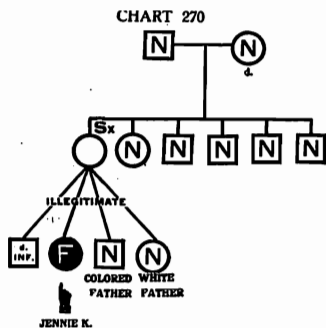 CHART 270
N N
d.
Sx
N N N N N
ILLEGITIMATE
d. INF. F N N
COLORED WHITE
FATHER FATHER
JENNIE K.